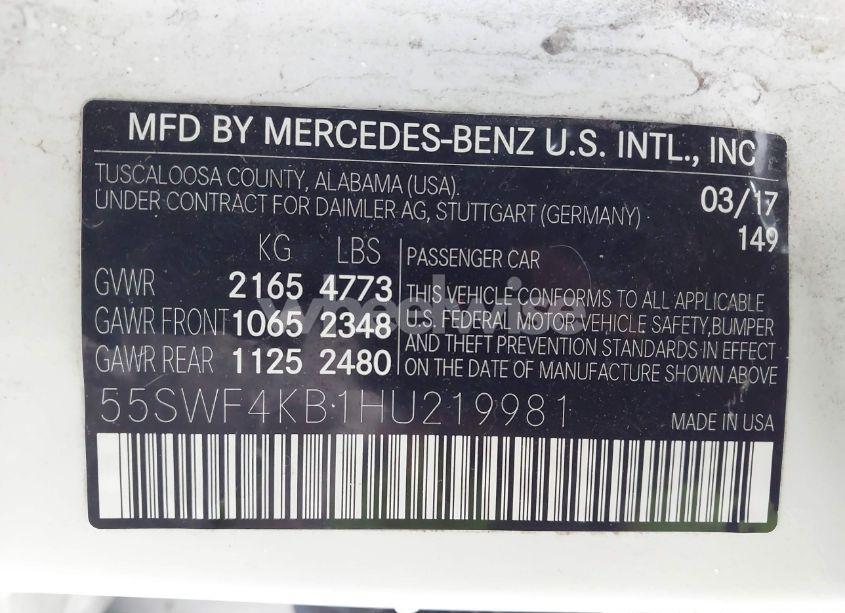 MFD BY MERCEDES-BENZ U.S. INTL., INC
TUSCALOOSA COUNTY, ALABAMA (USA).
UNDER CONTRACT FOR DAIMLER AG, STUTTGART (GERMANY)
03/17
149
KG LBS
GVWR 2165 4773
GAWR FRONT 1065 2348
GAWR REAR 1125 2480
PASSENGER CAR
THIS VEHICLE CONFORMS TO ALL APPLICABLE
U.S. FEDERAL MOTOR VEHICLE SAFETY,BUMPER
AND THEFT PREVENTION STANDARDS IN EFFECT
ON THE DATE OF MANUFACTURE SHOWN ABOVE
55SWF4KB1HU219981
MADE IN USA
wheelwise